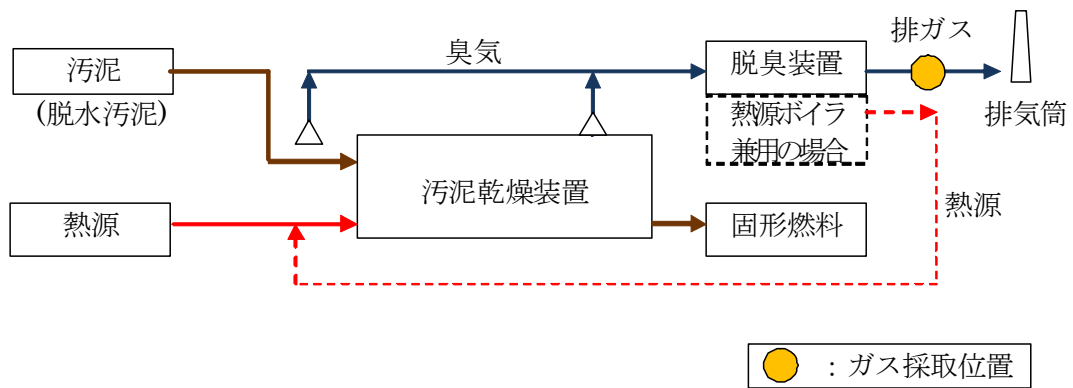 汚泥
(脱水汚泥)
臭気
脱臭装置
排ガス
熱源ボイラ
兼用の場合
排気筒
汚泥乾燥装置
熱源
固形燃料
熱源
：ガス採取位置